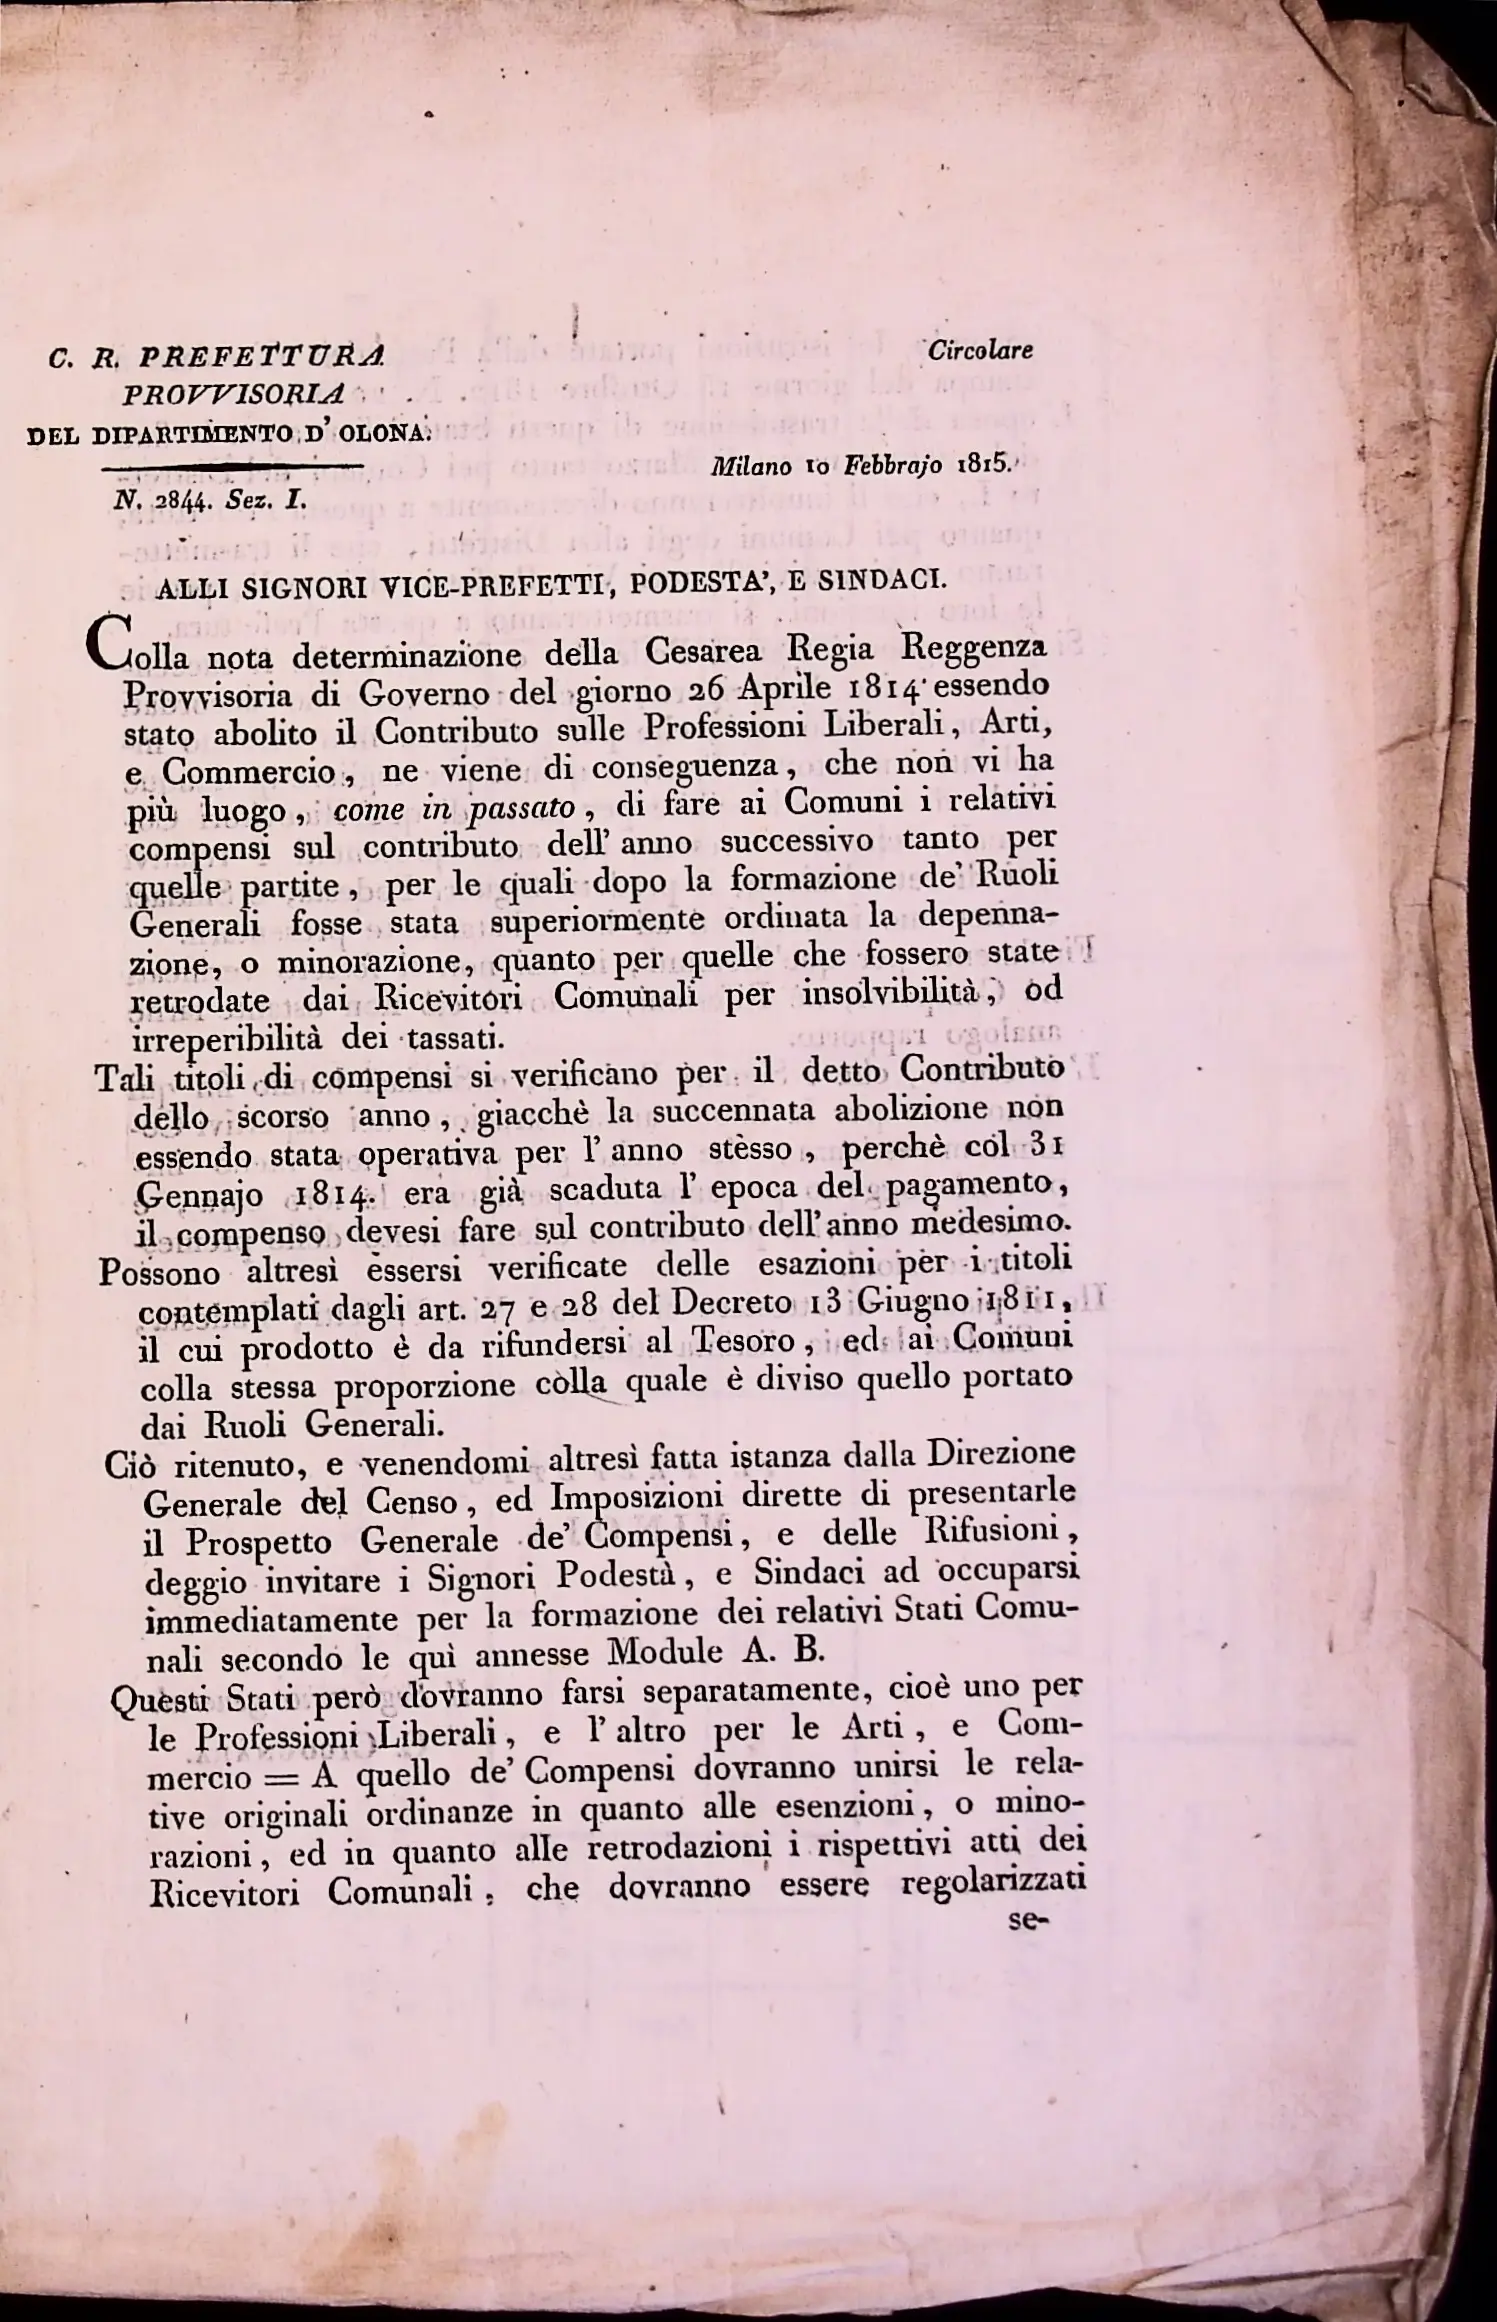 C. R. PREFETTURA
PROVVISORIA
DEL DIPARTIMENTO D' OLONA.
N. 2844. Sez. I.
Circolare
Milano 10 Febbrajo 1815.
ALLI SIGNORI VICE-PREFETTI, PODESTA', E SINDACI.
Colla nota determinazione della Cesarea Regia Reggenza
Provvisoria di Governo del giorno 26 Aprile 1814 essendo
stato abolito il Contributo sulle Professioni Liberali, Arti,
e Commercio, ne viene di conseguenza, che non vi ha
più luogo, come in passato, di fare ai Comuni i relativi
compensi sul contributo dell' anno successivo tanto per
quelle partite, per le quali dopo la formazione de' Ruoli
Generali fosse stata superiormente ordinata la depenna-
zione, o minorazione, quanto per quelle che fossero state
retrodate dai Ricevitori Comunali per insolvibilità, od
irreperibilità dei tassati.
Tali titoli di compensi si verificano per il detto Contributo
dello scorso anno, giacchè la succennata abolizione non
essendo stata operativa per l' anno stesso, perchè col 31
Gennajo 1814. era già scaduta l' epoca del pagamento,
il compenso devesi fare sul contributo dell' anno medesimo.
Possono altresì essersi verificate delle esazioni per i titoli
contemplati dagli art. 27 e 28 del Decreto 13 Giugno 1811,
il cui prodotto è da rifundersi al Tesoro, ed ai Comuni
colla stessa proporzione colla quale è diviso quello portato
dai Ruoli Generali.
Ciò ritenuto, e venendomi altresì fatta istanza dalla Direzione
Generale del Censo, ed Imposizioni dirette di presentarle
il Prospetto Generale de' Compensi, e delle Rifusioni,
deggio invitare i Signori Podestà, e Sindaci ad occuparsi
immediatamente per la formazione dei relativi Stati Comu-
nali secondo le quì annesse Module A. B.
Questi Stati però dovranno farsi separatamente, cioè uno per
le Professioni Liberali, e l' altro per le Arti, e Com-
mercio = A quello de' Compensi dovranno unirsi le rela-
tive originali ordinanze in quanto alle esenzioni, o mino-
razioni, ed in quanto alle retrodazioni i rispettivi atti dei
Ricevitori Comunali, che dovranno essere regolarizzati
se-